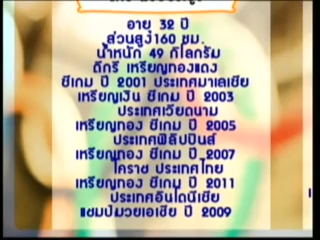 อายุ 32 ปี
ส่วนสูง160 ซม.
น้ำหนัก 49 กิโลกรัม
ดีกรี เหรียญทองแดง
ซีเกม ปี 2001 ประเทศมาเลเซีย
เหรียญเงิน ซีเกม ปี 2003
ประเทศเวียดนาม
เหรียญทอง ซีเกม ปี 2005
ประเทศฟิลิปปินส์
เหรียญทอง ซีเกม ปี 2007
โคราช ประเทศไทย
เหรียญทอง ซีเกม ปี 2011
ประเทศอินโดนีเซีย
แชมป์มวยเอเชีย ปี 2009